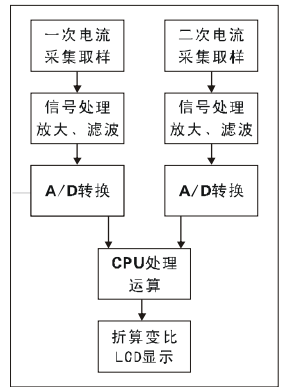 一次电流
采集取样
二次电流
采集取样
信号处理
放大、滤波
信号处理
放大、滤波
A/D转换
A/D转换
CPU处理
运算
折算变比
LCD显示